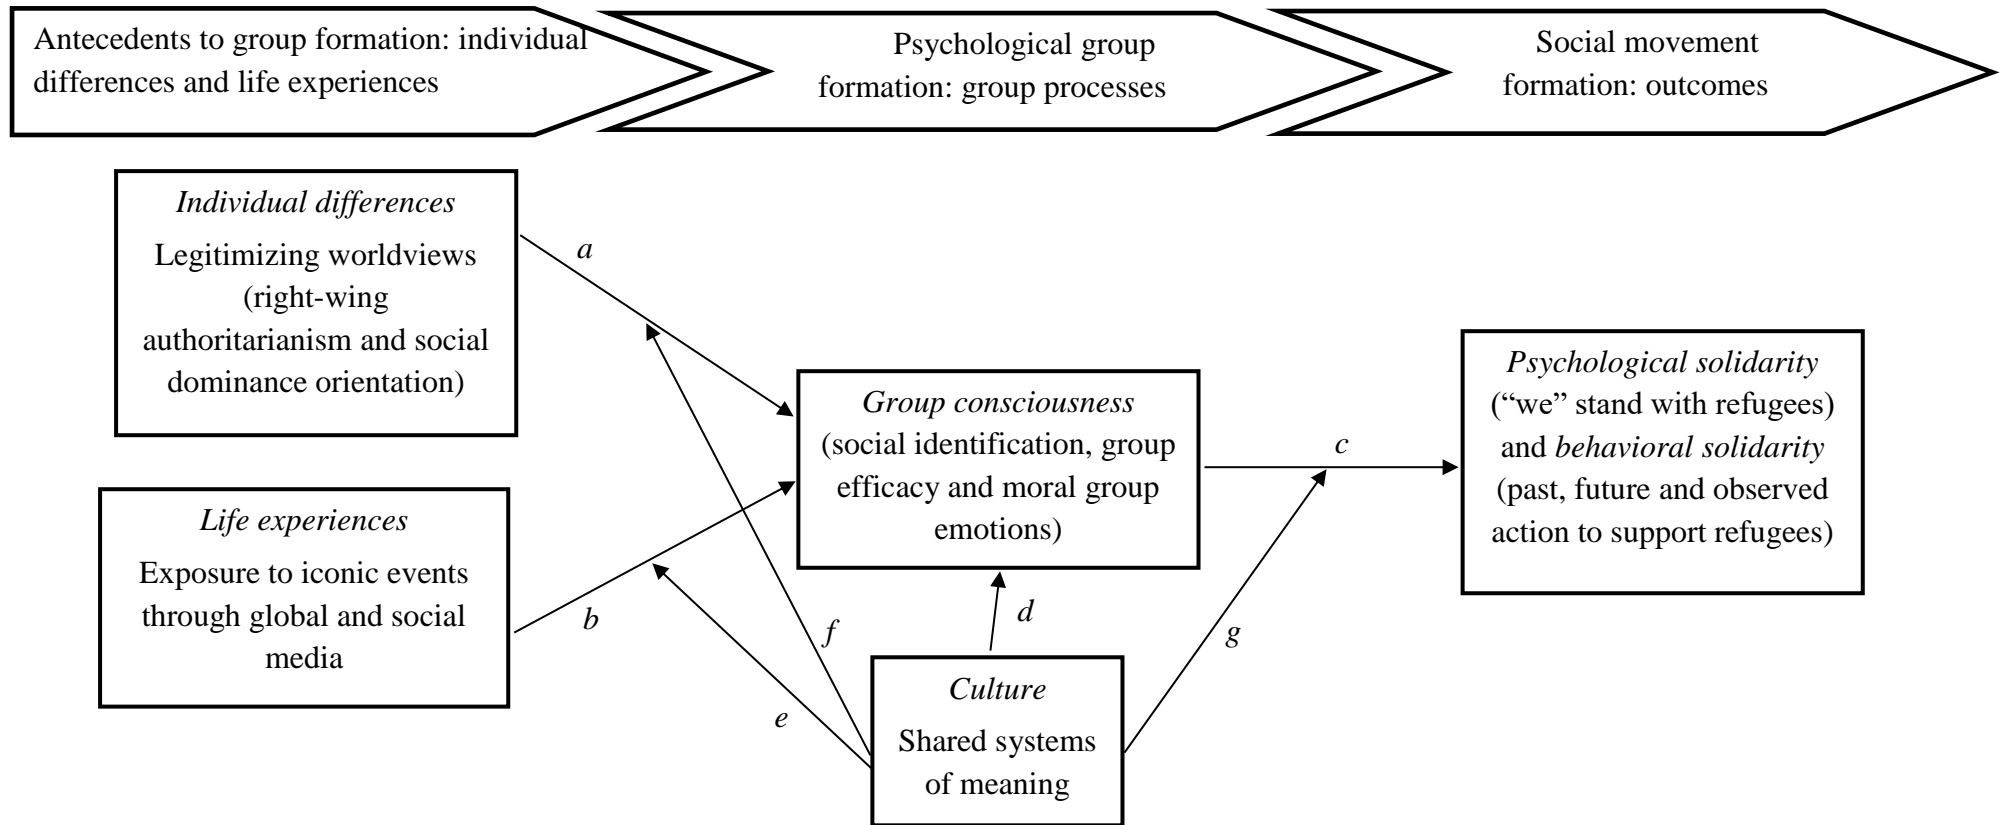 Antecedents to group formation: individual
differences and life experiences
Psychological group
formation: group processes
Social movement
formation: outcomes
Individual differences
Legitimizing worldviews
(right-wing
authoritarianism and social
dominance orientation)
a
Life experiences
Exposure to iconic events
through global and social
media
b
Group consciousness
(social identification, group
efficacy and moral group
emotions)
c
Psychological solidarity
(“we” stand with refugees)
and behavioral solidarity
(past, future and observed
action to support refugees)
d
f
g
e
Culture
Shared systems
of meaning